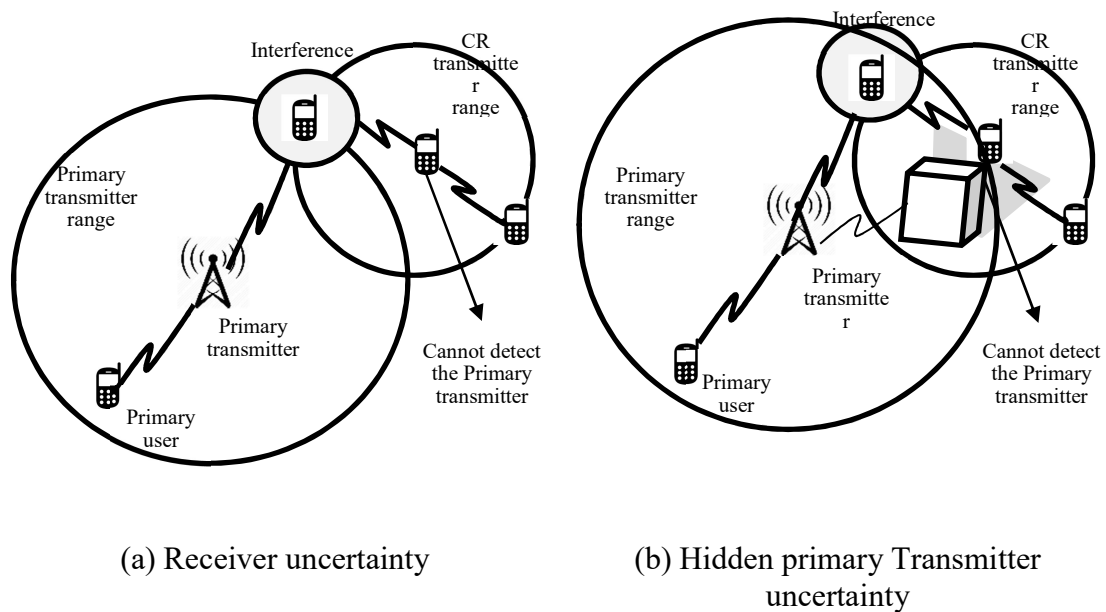 Interference
CR
transmitte
r
range
Primary
transmitter
range
Primary
transmitter
Cannot detect
the Primary
transmitter
Primary
user
(a) Receiver uncertainty
Interference
CR
transmitte
r
range
Primary
transmitter
range
Primary
transmitte
r
Cannot detect
the Primary
transmitter
Primary
user
(b) Hidden primary Transmitter
uncertainty